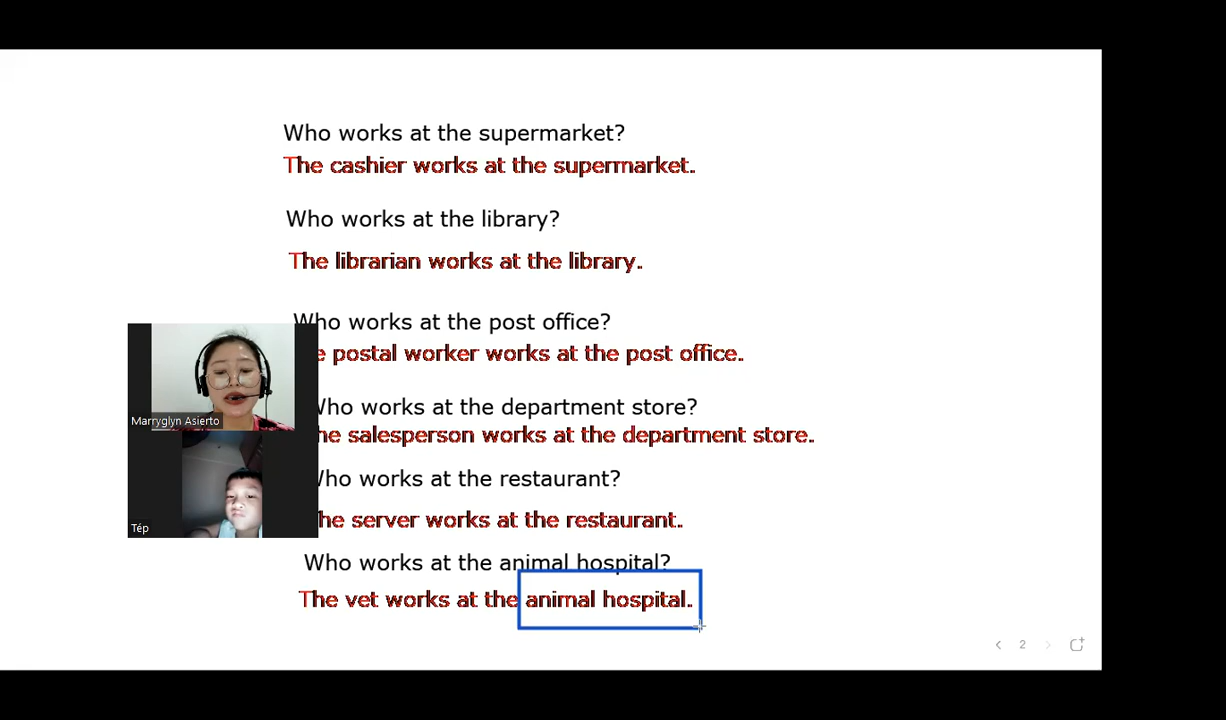 Who works at the supermarket?
The cashier works at the supermarket.
Who works at the library?
The librarian works at the library.
Who works at the post office?
postal worker works at the post office.
Who works at the department store?
The salesperson works at the department store.
Who works at the restaurant?
The server works at the restaurant.
Who works at the animal hospital?
The vet works at the animal hospital.
Marryglyn Asierto
Tép
2